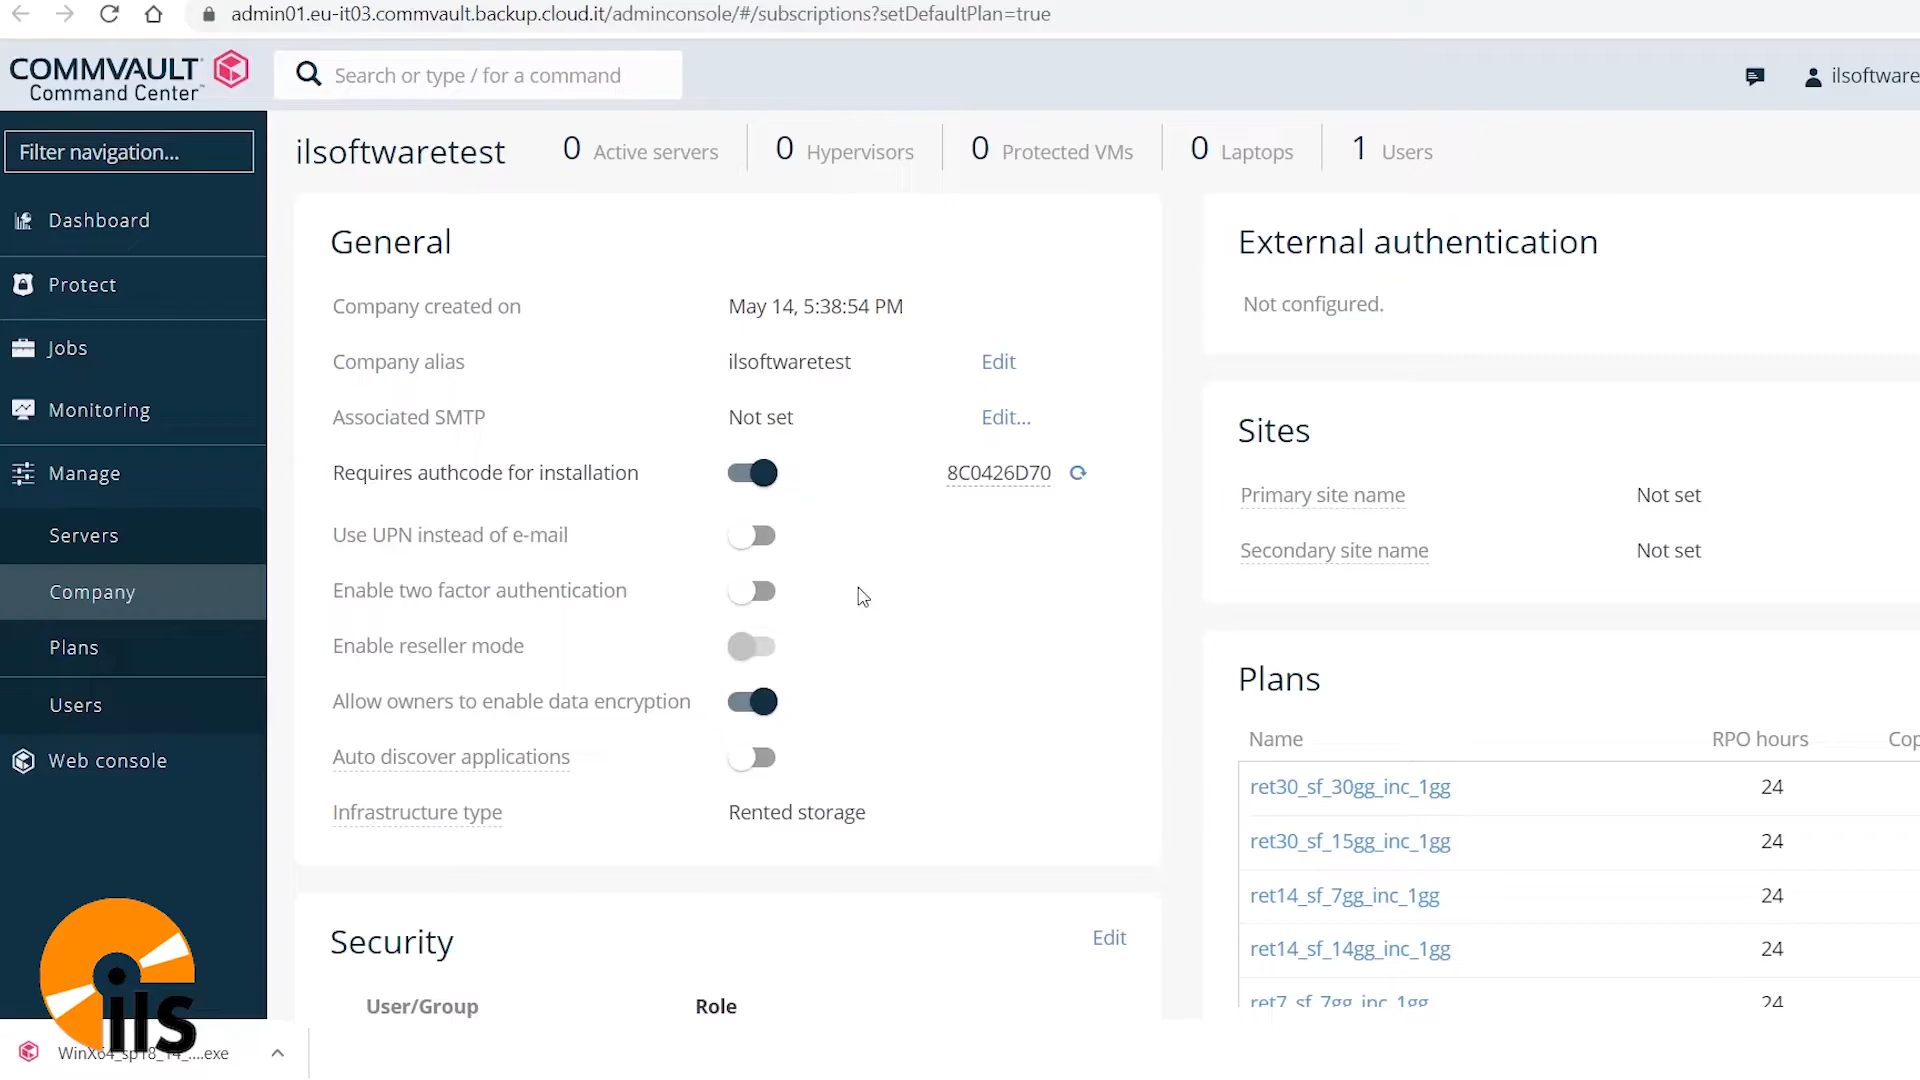 admin01.eu-it03.commvault.backup.cloud.it/adminconsole/#/subscriptions?setDefaultPlan=true
COMMVAULT
Command Center™
Search or type / for a command
ilsoftware
Filter navigation...
Dashboard
Protect
Jobs
Monitoring
Manage
Servers
Company
Plans
Users
Web console
ilsoftwaretest
0 Active servers
0 Hypervisors
0 Protected VMs
0 Laptops
1 Users
General
Company created on May 14, 5:38:54 PM
Company alias ilsoftwaretest Edit
Associated SMTP Not set Edit...
Requires authcode for installation 8C0426D70
Use UPN instead of e-mail
Enable two factor authentication
Enable reseller mode
Allow owners to enable data encryption
Auto discover applications
Infrastructure type Rented storage
Security Edit
User/Group Role
External authentication
Not configured.
Sites
Primary site name Not set
Secondary site name Not set
Plans
Name RPO hours Cop
ret30_sf_30gg_inc_1gg 24
ret30_sf_15gg_inc_1gg 24
ret14_sf_7gg_inc_1gg 24
ret14_sf_14gg_inc_1gg 24
ret7_sf_7gg_inc_1gg 24
ils
WinX64_sp18_14_....exe